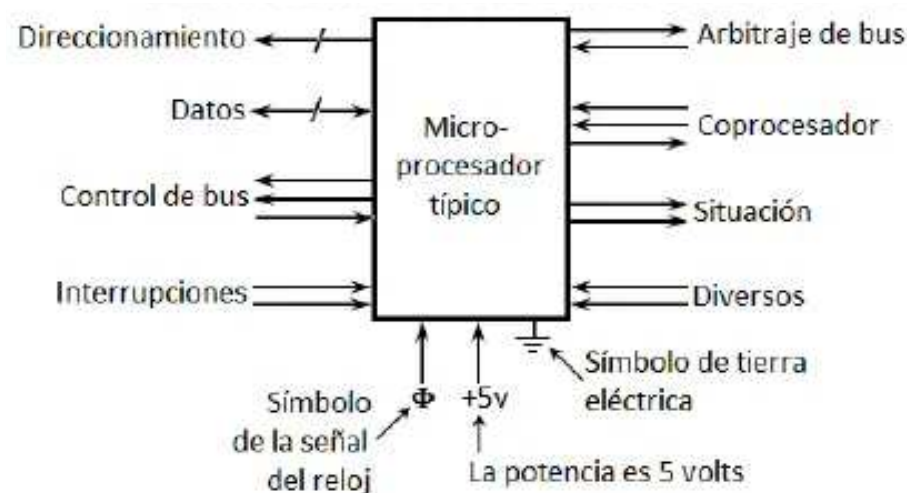 Direccionamiento
Datos
Control de bus
Interrupciones
Micro-
procesador
típico
Arbitraje de bus
Coprocesador
Situación
Diversos
Símbolo
de la señal
del reloj
Φ
+5v
La potencia es 5 volts
Símbolo de tierra
eléctrica